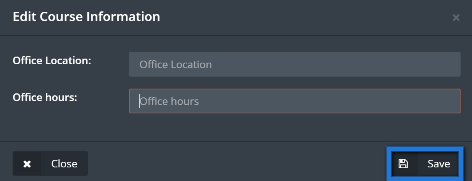 Edit Course Information ×
Office Location: Office Location
Office hours: Office hours
Close Save